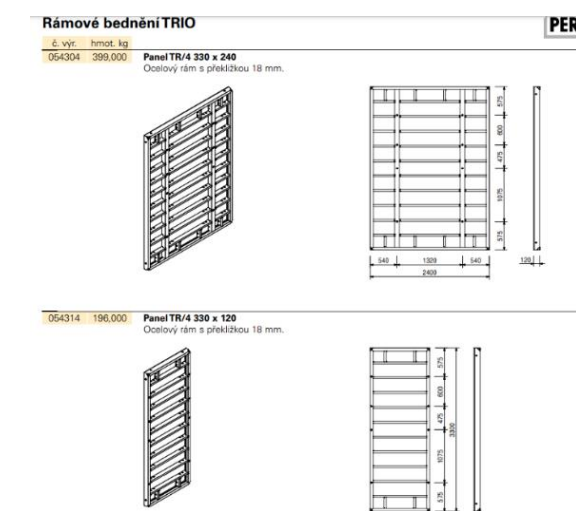 Rámové bednění TRIO
PER
č. výr. hmot. kg
054304 399,000 Panel TR/4 330 x 240
Ocelový rám s překližkou 18 mm.
575
600
475
1075
575
540 1320 540 120
2400
054314 196,000 Panel TR/4 330 x 120
Ocelový rám s překližkou 18 mm.
575
600
475
3300
1075
575